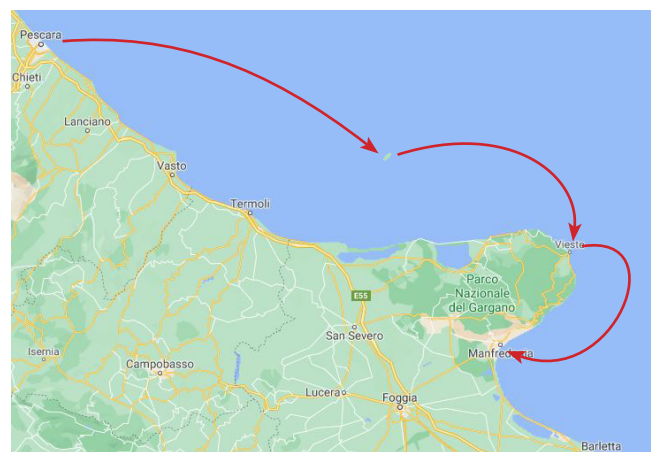 Pescara
Chieti
Lanciano
Vasto
Termoli
Vieste
Parco
Nazionale
del Gargano
E55
San Severo
Isernia
Campobasso
Manfredonia
Lucera
Foggia
Barletta